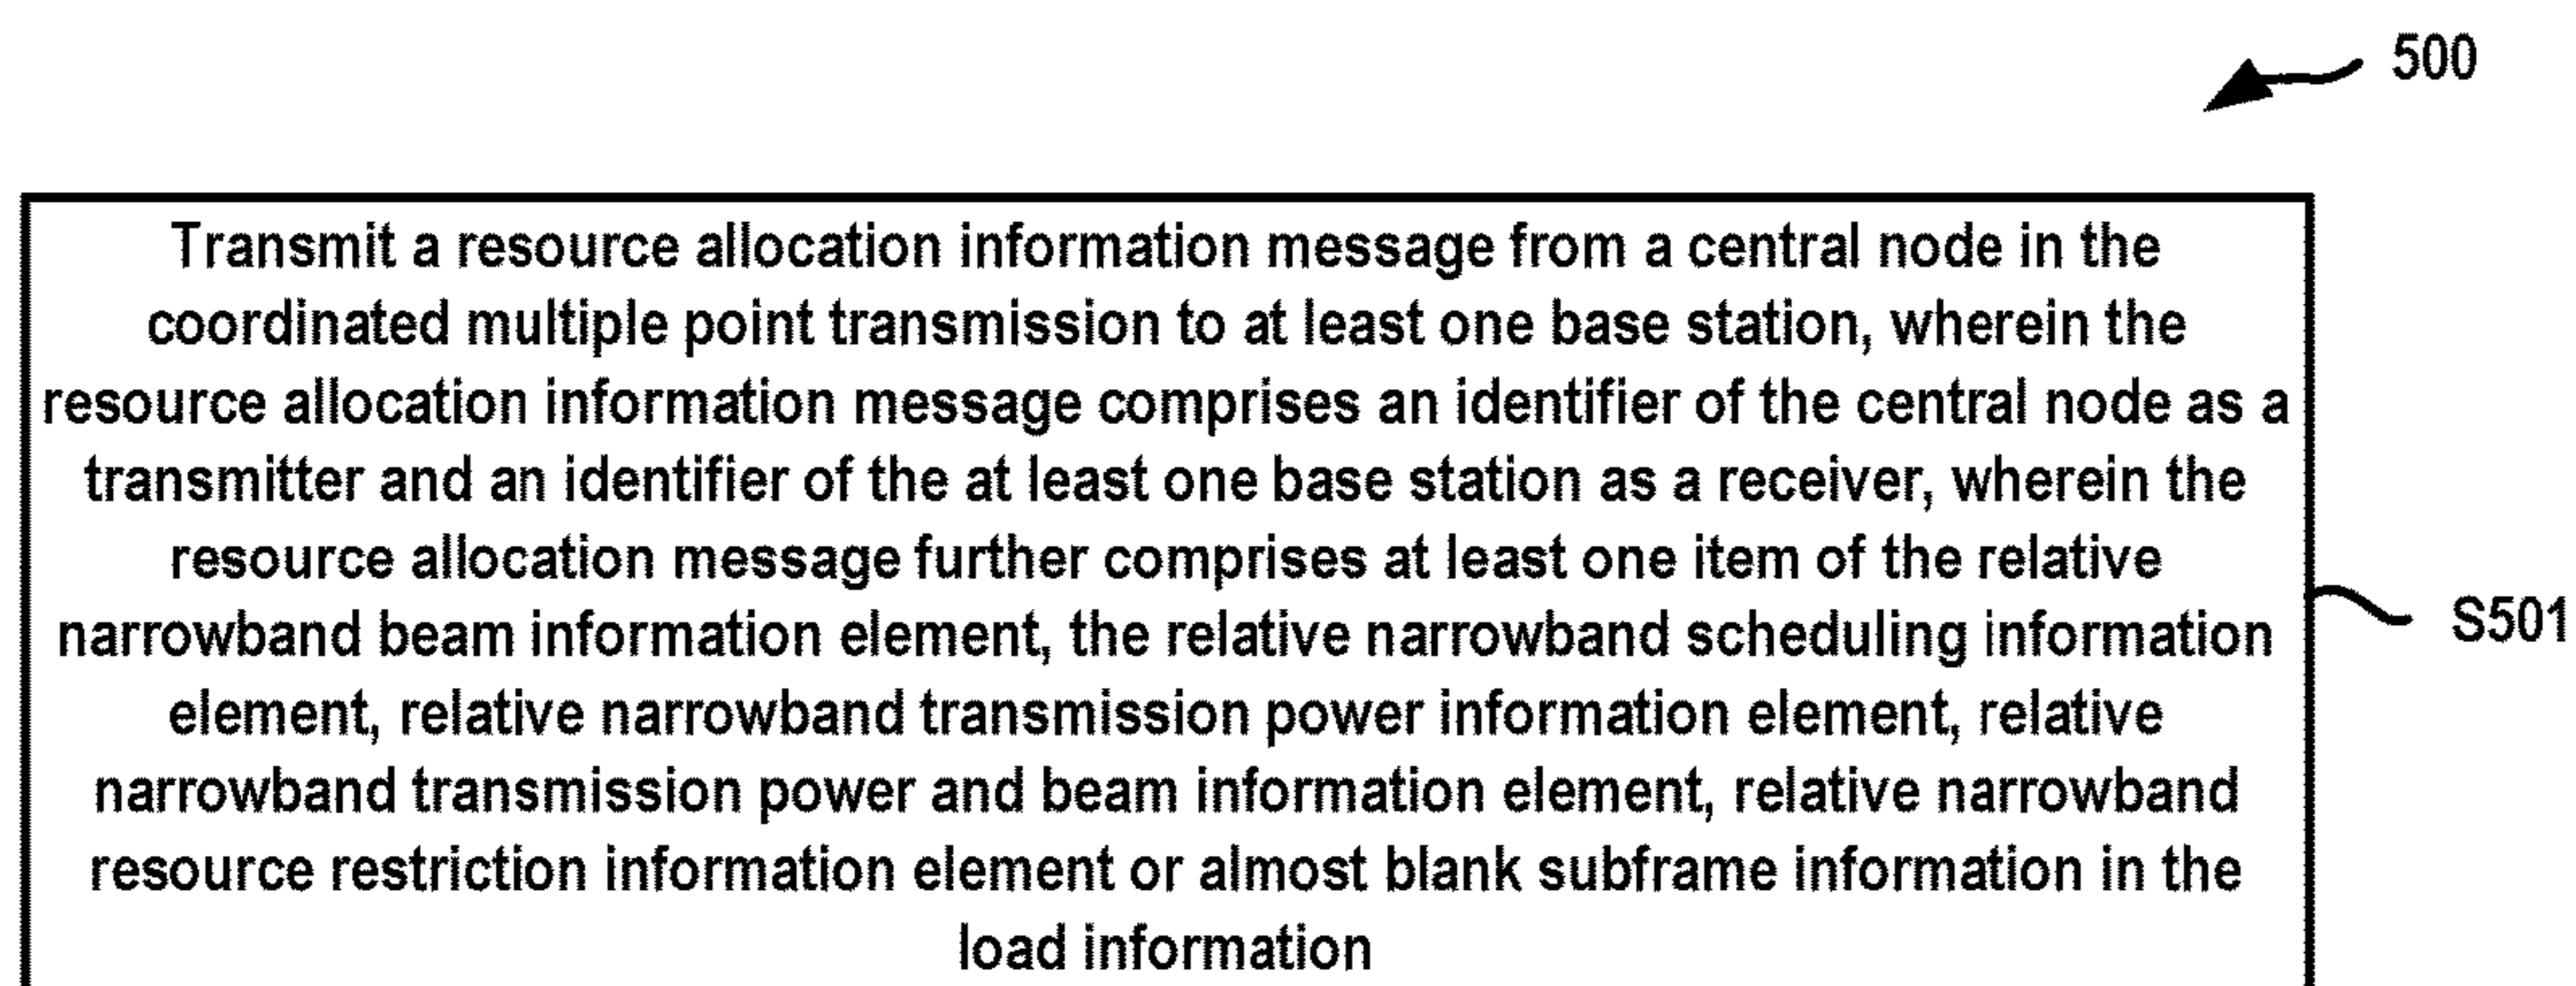 500
Transmit a resource allocation information message from a central node in the
coordinated multiple point transmission to at least one base station, wherein the
resource allocation information message comprises an identifier of the central node as a
transmitter and an identifier of the at least one base station as a receiver, wherein the
resource allocation message further comprises at least one item of the relative
narrowband beam information element, the relative narrowband scheduling information
S501
element, relative narrowband transmission power information element, relative
narrowband transmission power and beam information element, relative narrowband
resource restriction information element or almost blank subframe information in the
load information